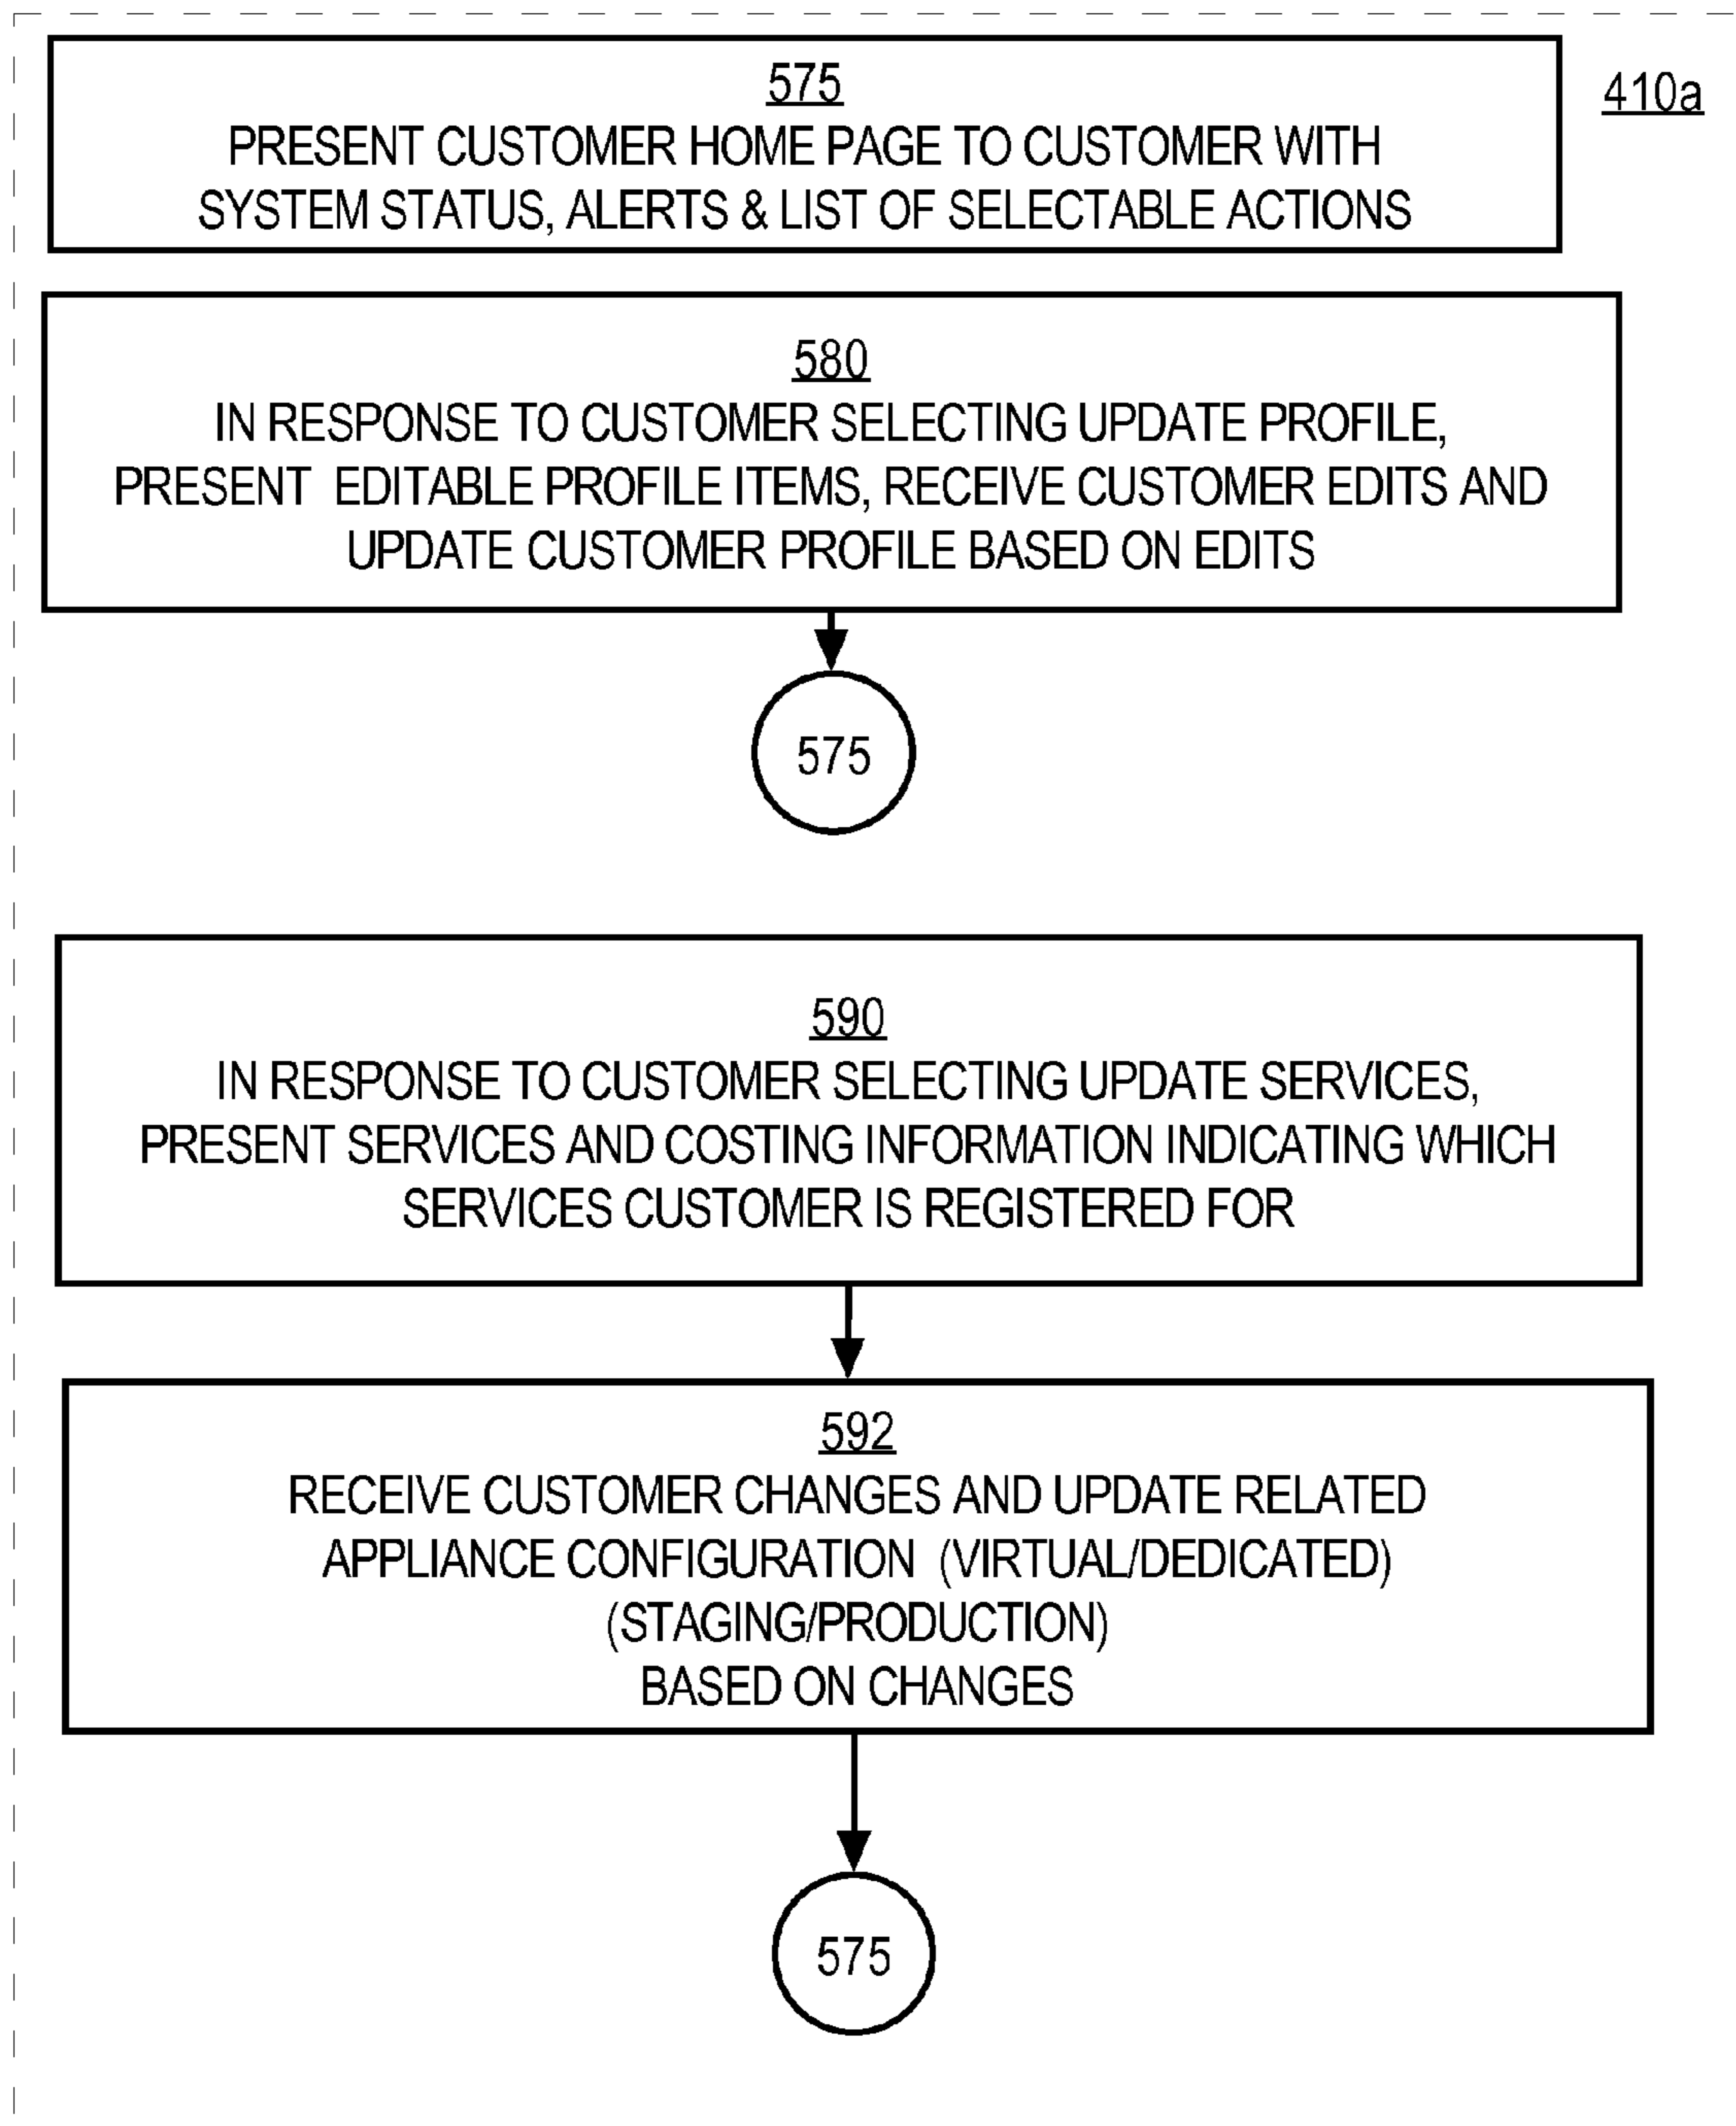 575
410a
PRESENT CUSTOMER HOME PAGE TO CUSTOMER WITH
SYSTEM STATUS, ALERTS & LIST OF SELECTABLE ACTIONS
580
IN RESPONSE TO CUSTOMER SELECTING UPDATE PROFILE,
PRESENT EDITABLE PROFILE ITEMS, RECEIVE CUSTOMER EDITS AND
UPDATE CUSTOMER PROFILE BASED ON EDITS
575
590
IN RESPONSE TO CUSTOMER SELECTING UPDATE SERVICES,
PRESENT SERVICES AND COSTING INFORMATION INDICATING WHICH
SERVICES CUSTOMER IS REGISTERED FOR
592
RECEIVE CUSTOMER CHANGES AND UPDATE RELATED
APPLIANCE CONFIGURATION (VIRTUAL/DEDICATED)
(STAGING/PRODUCTION)
BASED ON CHANGES
575